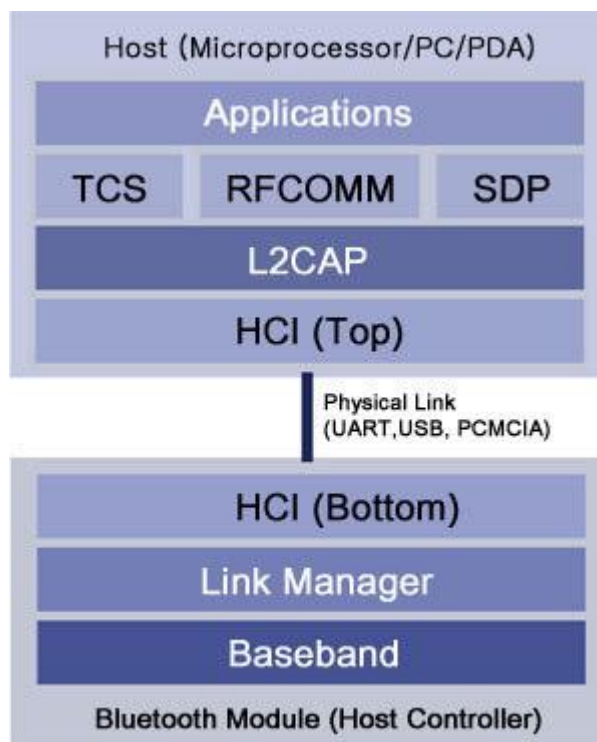 Host (Microprocessor/PC/PDA)
Applications
TCS RFCOMM SDP
L2CAP
HCI (Top)
Physical Link
(UART,USB, PCMCIA)
HCI (Bottom)
Link Manager
Baseband
Bluetooth Module (Host Controller)